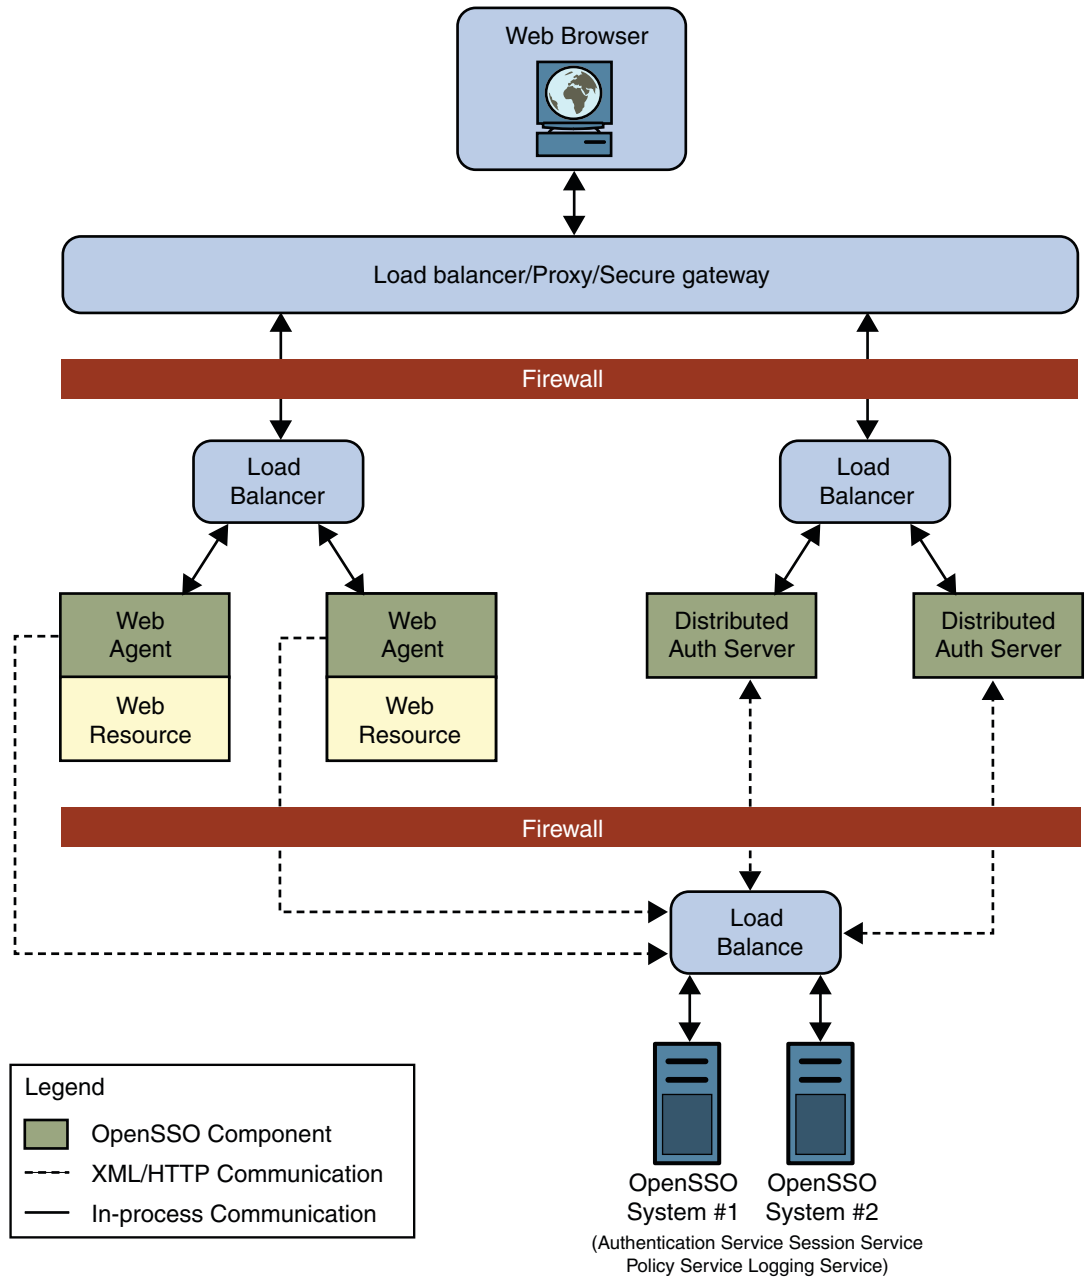 Web Browser
Load balancer/Proxy/Secure gateway
Firewall
Load
Balancer
Load
Balancer
Web
Agent
Web
Resource
Web
Agent
Web
Resource
Distributed
Auth Server
Distributed
Auth Server
Firewall
Load
Balance
OpenSSO
System #1
OpenSSO
System #2
(Authentication Service Session Service
Policy Service Logging Service)
Legend
OpenSSO Component
XML/HTTP Communication
In-process Communication